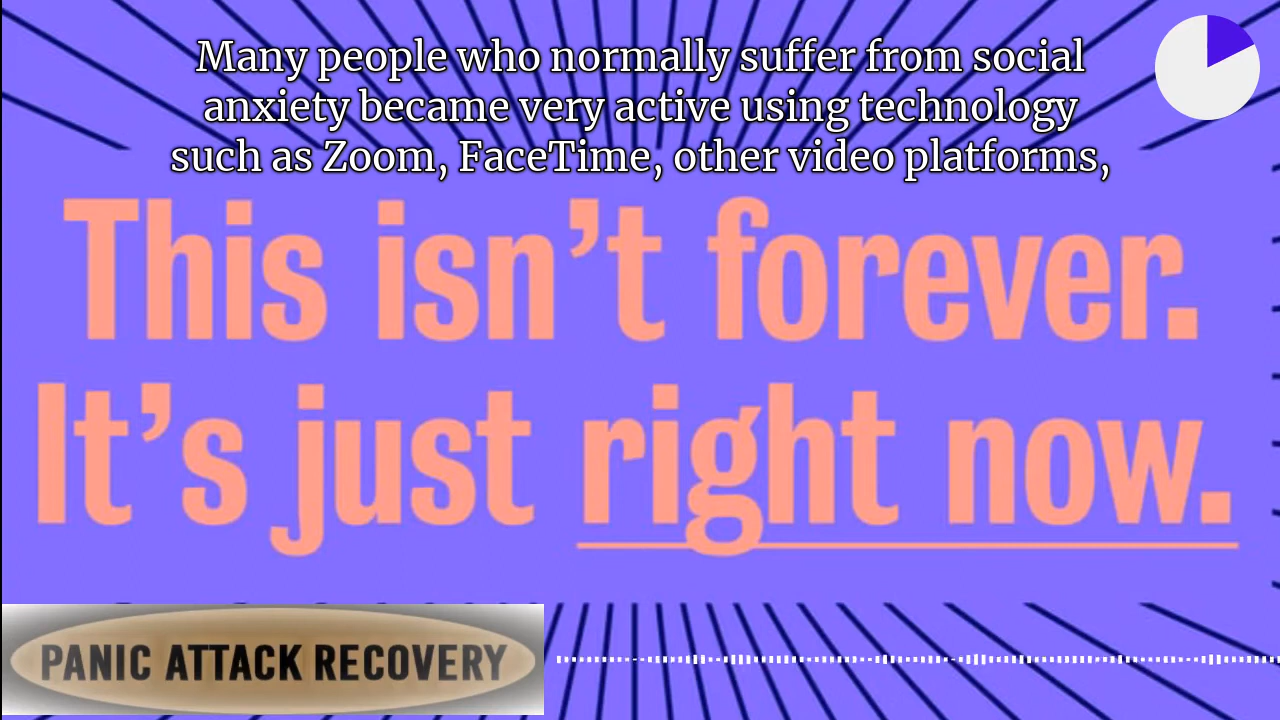 Many people who normally suffer from social
anxiety became very active using technology
such as Zoom, FaceTime, other video platforms,
This isn’t forever.
It’s just right now.
PANIC ATTACK RECOVERY